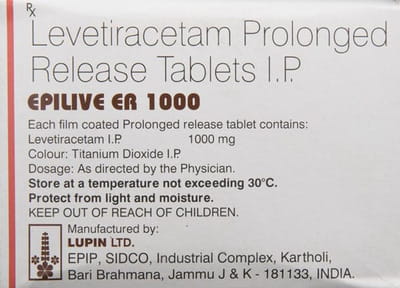 Rx
Levetiracetam Prolonged
Release Tablets I.P.
EPILIVE ER 1000
Each film coated Prolonged release tablet contains:
Levetiracetam I.P. 1000 mg
Colour: Titanium Dioxide I.P.
Dosage: As directed by the Physician.
Store at a temperature not exceeding 30°C.
Protect from light and moisture.
KEEP OUT OF REACH OF CHILDREN.
Manufactured by:
LUPIN LTD.
EPIP, SIDCO, Industrial Complex, Kartholi,
Bari Brahmana, Jammu J & K - 181133, INDIA.